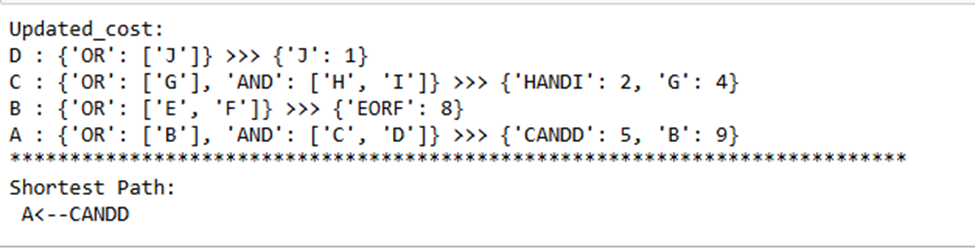 Updated_cost:
D : {'OR': ['J']} >>> {'J': 1}
C : {'OR': ['G'], 'AND': ['H', 'I']} >>> {'HANDI': 2, 'G': 4}
B : {'OR': ['E', 'F']} >>> {'EORF': 8}
A : {'OR': ['B'], 'AND': ['C', 'D']} >>> {'CANDD': 5, 'B': 9}
***************************************************************************
Shortest Path:
 A<--CANDD